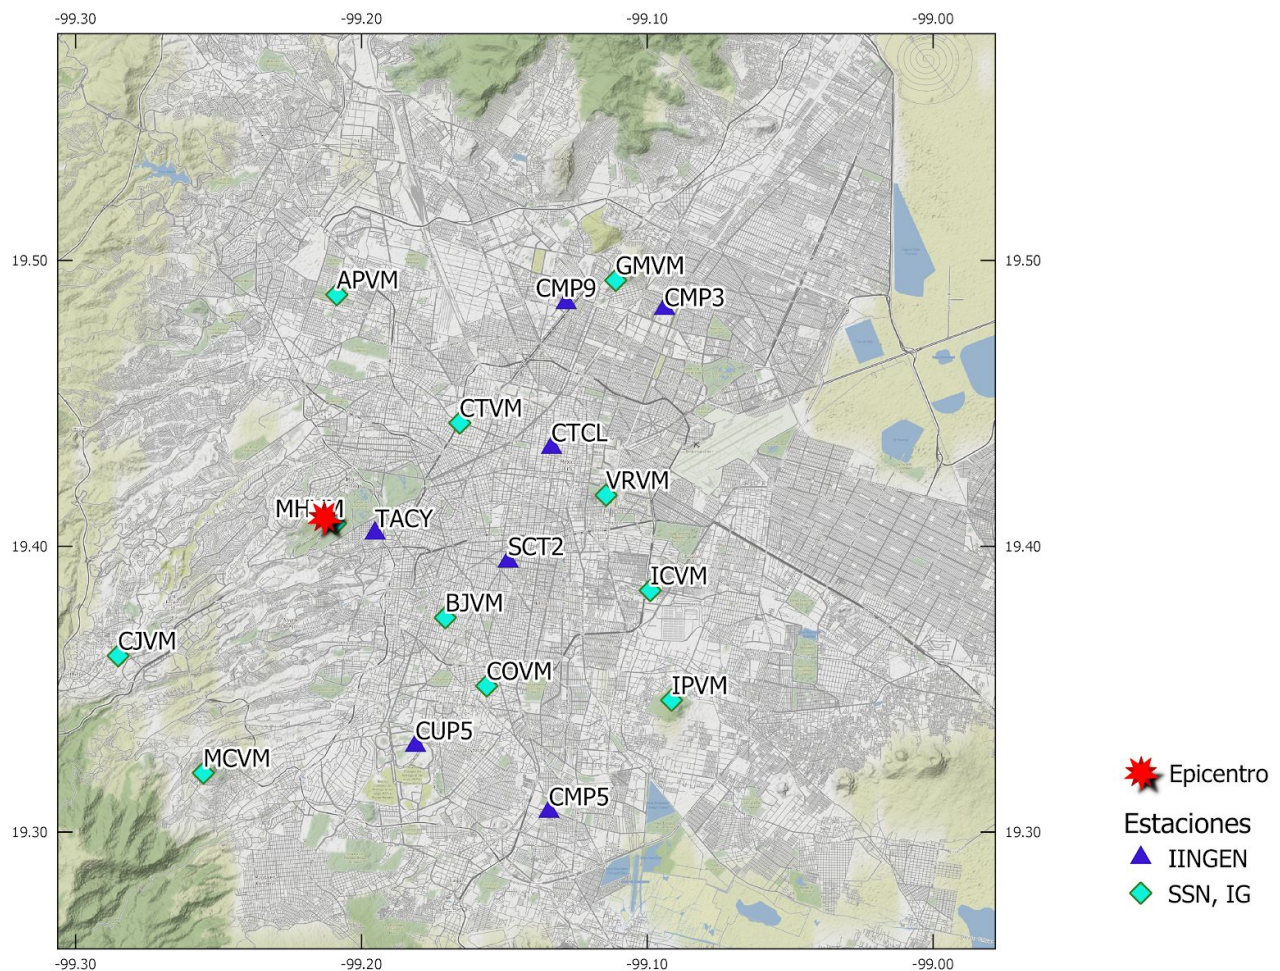 -99.30
-99.20
-99.10
-99.00
19.50
19.50
GMVM
APVM
CMP9
CMP3
CTVM
CTCL
VRVM
TACY
19.40
19.40
SCT2
ICVM
BJVM
CJVM
COVM
IPVM
CUP5
MCVM
Epicentro
CMP5
Estaciones
19.30
19.30
IINGEN
SSN, IG
-99.30
-99.20
-99.10
-99.00